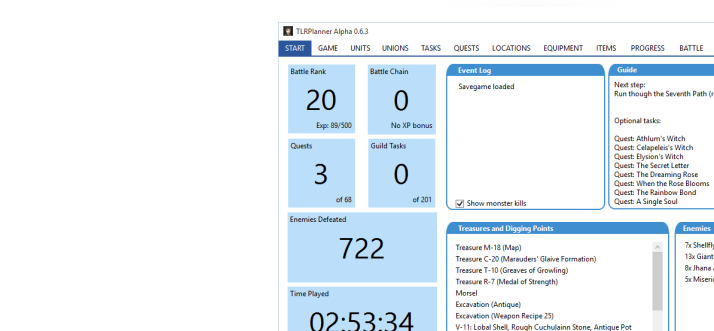 TLRPlanner Alpha 0.6.3
START GAME UNITS UNIONS TASKS QUESTS LOCATIONS EQUIPMENT ITEMS PROGRESS BATTLE
Battle Rank
20
Exp: 89/500
Battle Chain
0
No XP bonus
Quests
3
of 68
Guild Tasks
0
of 201
Enemies Defeated
722
Time Played
02:53:34
Event Log
Savegame loaded
Show monster kills
Guide
Next step:
Run though the Seventh Path (r
Optional tasks:
Quest: Athlum's Witch
Quest: Celapeleis's Witch
Quest: Elysion's Witch
Quest: The Secret Letter
Quest: The Dreaming Rose
Quest: When the Rose Blooms
Quest: The Rainbow Bond
Quest: A Single Soul
Treasures and Digging Points
Treasure M-18 (Map)
Treasure C-20 (Marauders' Glaive Formation)
Treasure T-10 (Greaves of Growling)
Treasure R-7 (Medal of Strength)
Morsel
Excavation (Antique)
Excavation (Weapon Recipe 25)
V-11: Lobal Shell, Rough Cuchulainn Stone, Antique Pot
Enemies
7x Shellfl
13x Giant
8x Jhana
5x Miseri